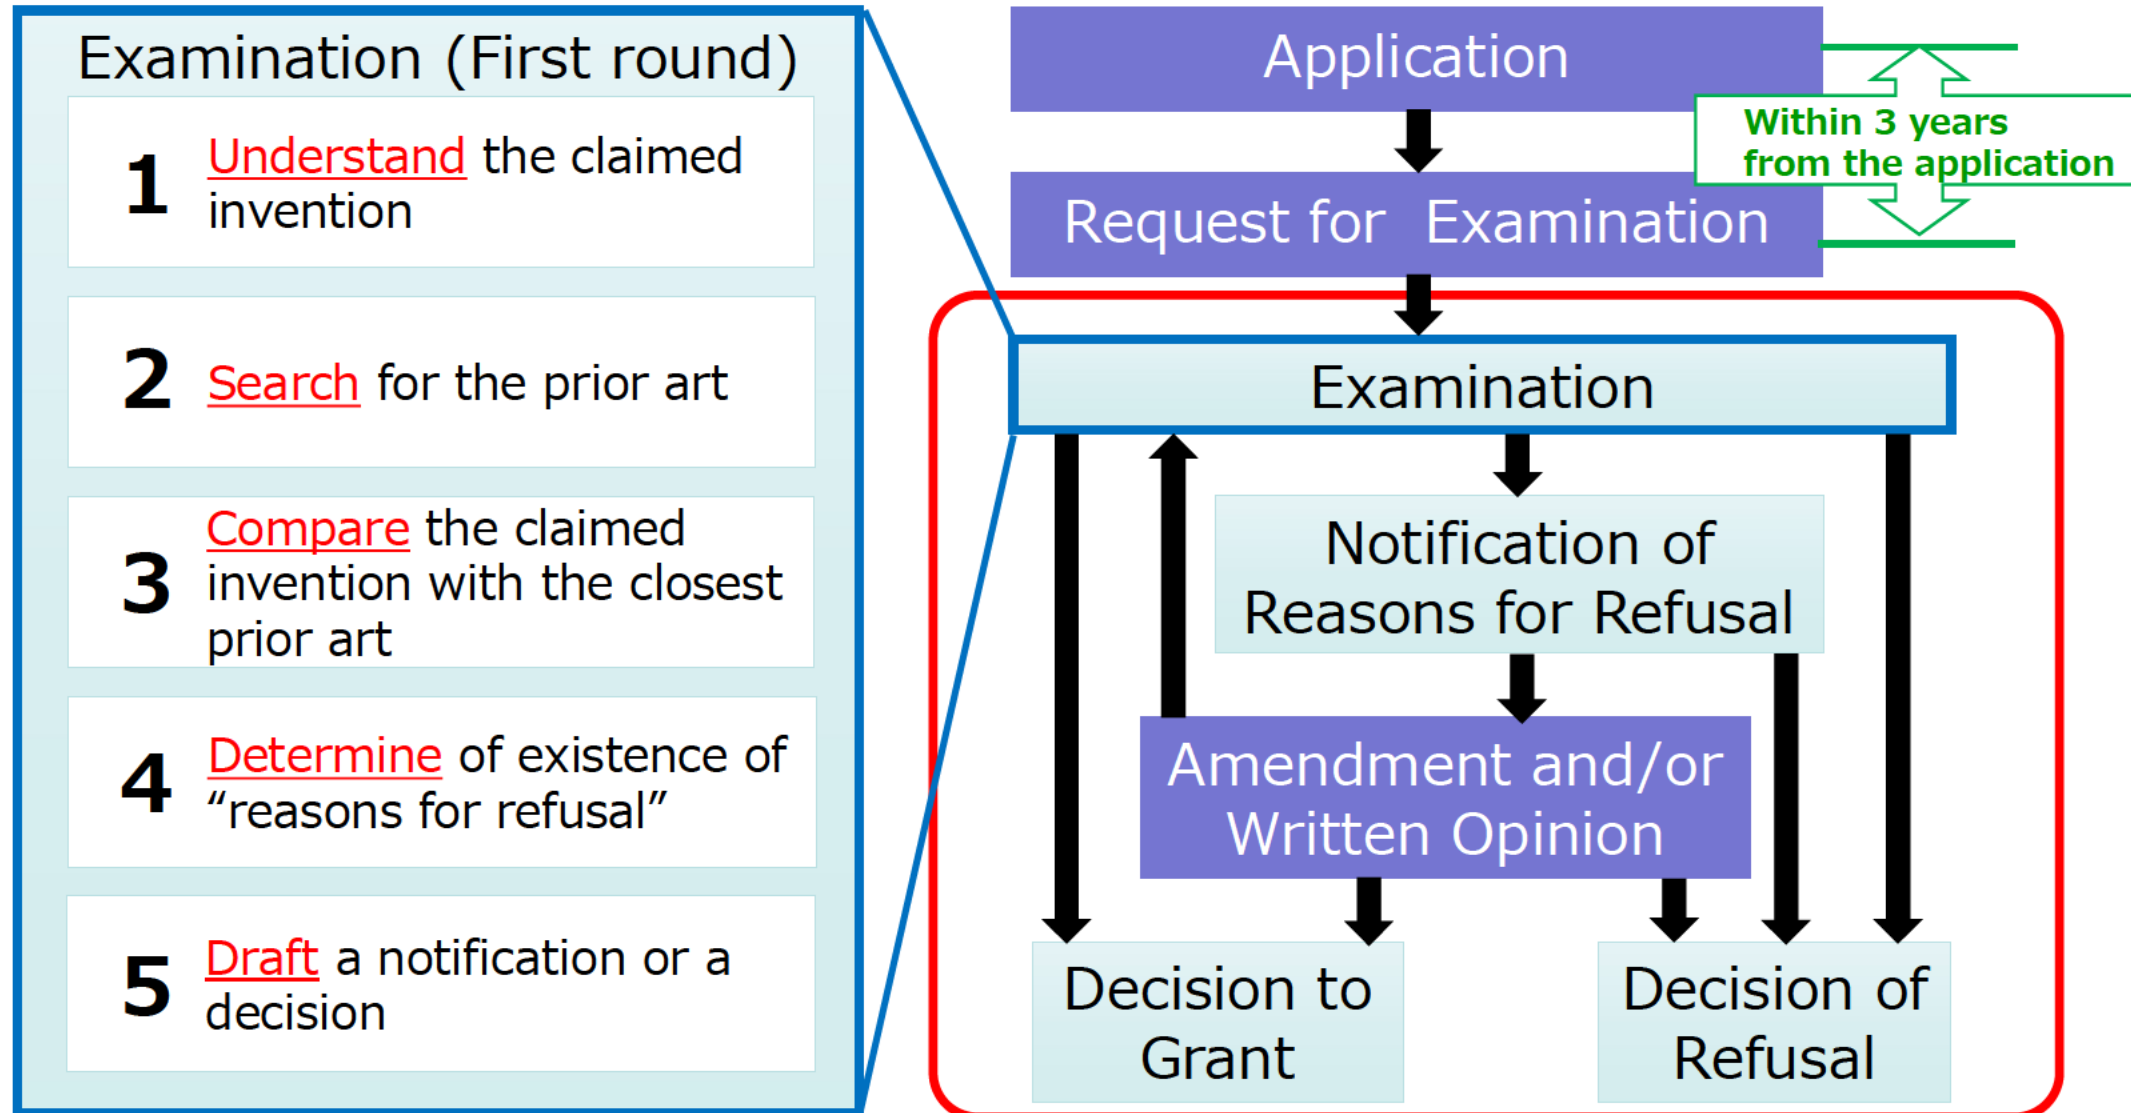 Examination (First round)
1
Understand the claimed
invention
2
Search for the prior art
3
Compare the claimed
invention with the closest
prior art
4
Determine of existence of
“reasons for refusal”
5
Draft a notification or a
decision
Application
Within 3 years
from the application
Request for Examination
Examination
Notification of
Reasons for Refusal
Amendment and/or
Written Opinion
Decision to
Grant
Decision of
Refusal